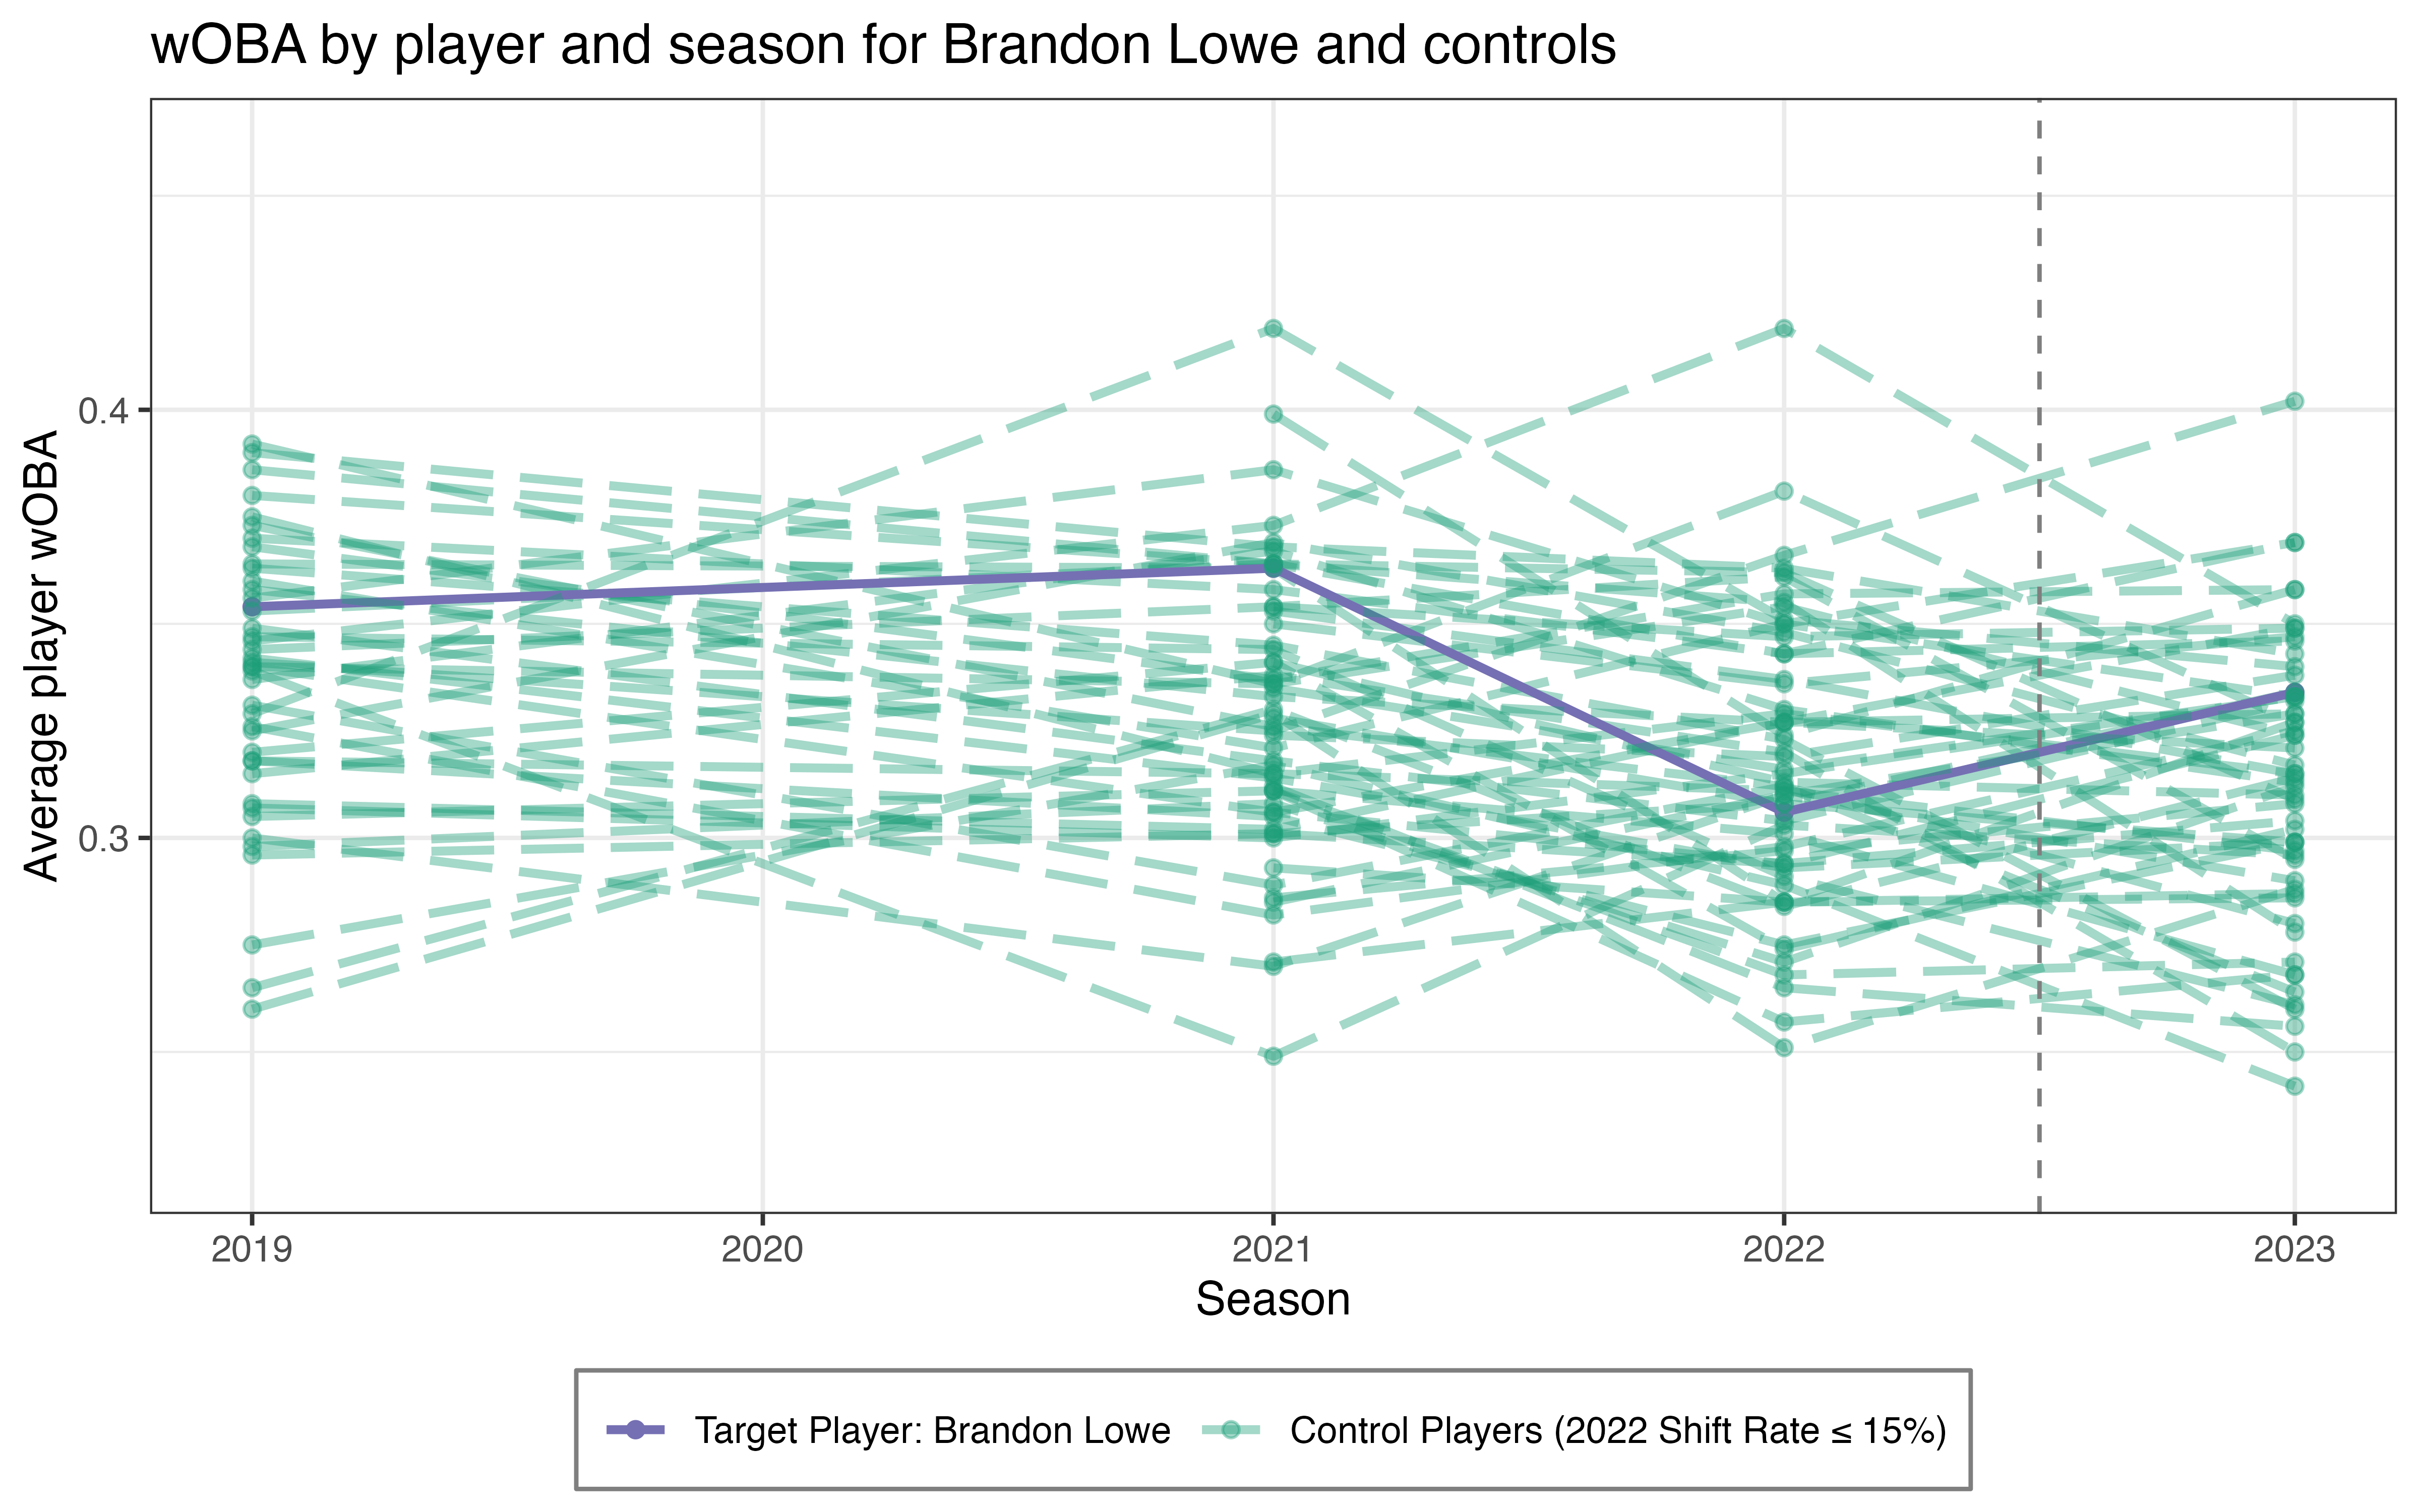 wOBA by player and season for Brandon Lowe and controls
Average player wOBA
0.4
0.3
2019 2020 2021 2022 2023
Season
Target Player: Brandon Lowe Control Players (2022 Shift Rate ≤ 15%)